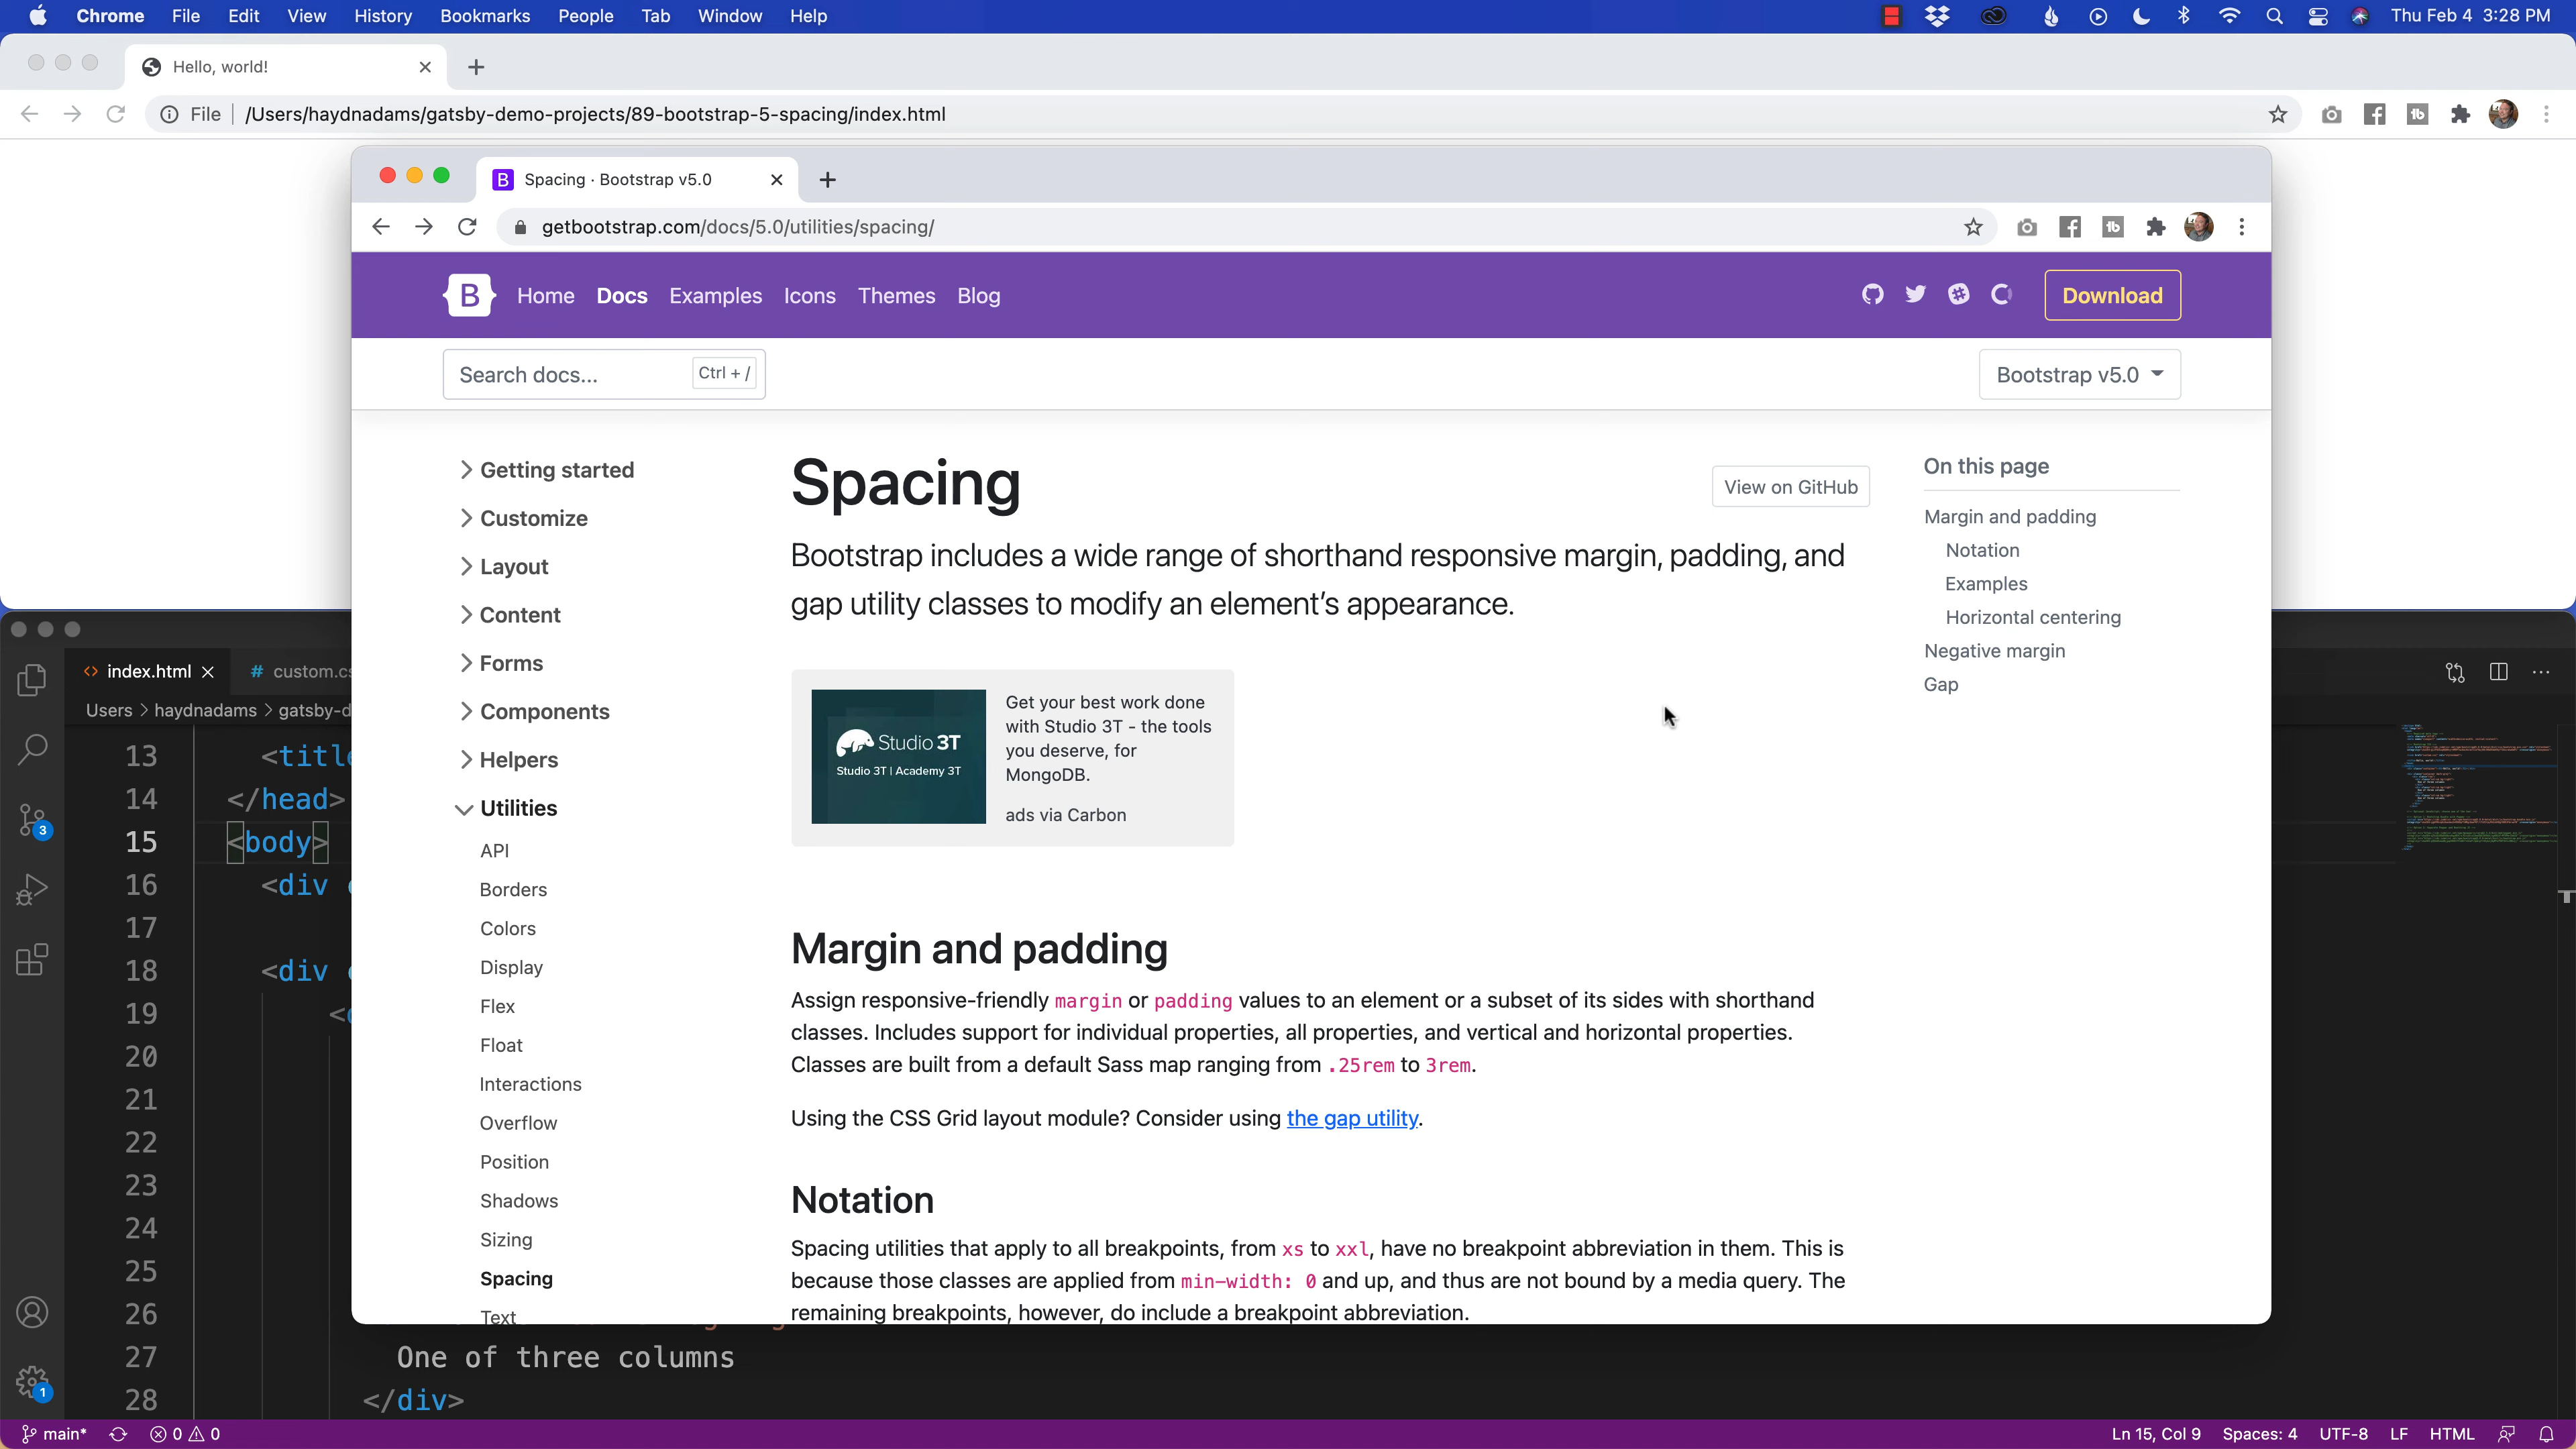 Chrome File Edit View History Bookmarks People Tab Window Help Thu Feb 4 3:28 PM
Hello, world!
File /Users/haydnadams/gatsby-demo-projects/89-bootstrap-5-spacing/index.html
Spacing · Bootstrap v5.0
getbootstrap.com/docs/5.0/utilities/spacing/
B Home Docs Examples Icons Themes Blog Download
Search docs... Ctrl + / Bootstrap v5.0
Getting started
Customize
Layout
Content
Forms
Components
Helpers
Utilities
API
Borders
Colors
Display
Flex
Float
Interactions
Overflow
Position
Shadows
Sizing
Spacing
Text
Spacing
View on GitHub
Bootstrap includes a wide range of shorthand responsive margin, padding, and
gap utility classes to modify an element's appearance.
Studio 3T
Studio 3T | Academy 3T
Get your best work done
with Studio 3T - the tools
you deserve, for
MongoDB.
ads via Carbon
Margin and padding
Assign responsive-friendly margin or padding values to an element or a subset of its sides with shorthand
classes. Includes support for individual properties, all properties, and vertical and horizontal properties.
Classes are built from a default Sass map ranging from .25rem to 3rem.
Using the CSS Grid layout module? Consider using the gap utility.
Notation
Spacing utilities that apply to all breakpoints, from xs to xxl, have no breakpoint abbreviation in them. This is
because those classes are applied from min-width: 0 and up, and thus are not bound by a media query. The
remaining breakpoints, however, do include a breakpoint abbreviation.
On this page
Margin and padding
Notation
Examples
Horizontal centering
Negative margin
Gap
index.html # custom.cs
Users > haydnadams > gatsby-d
13 <title
14 </head>
15 <body>
16 <div
17
18 <div
19 <d
20
21
22
23
24
25
26
27 One of three columns
28 </div>
3
1
main* 0 0 Ln 15, Col 9 Spaces: 4 UTF-8 LF HTML